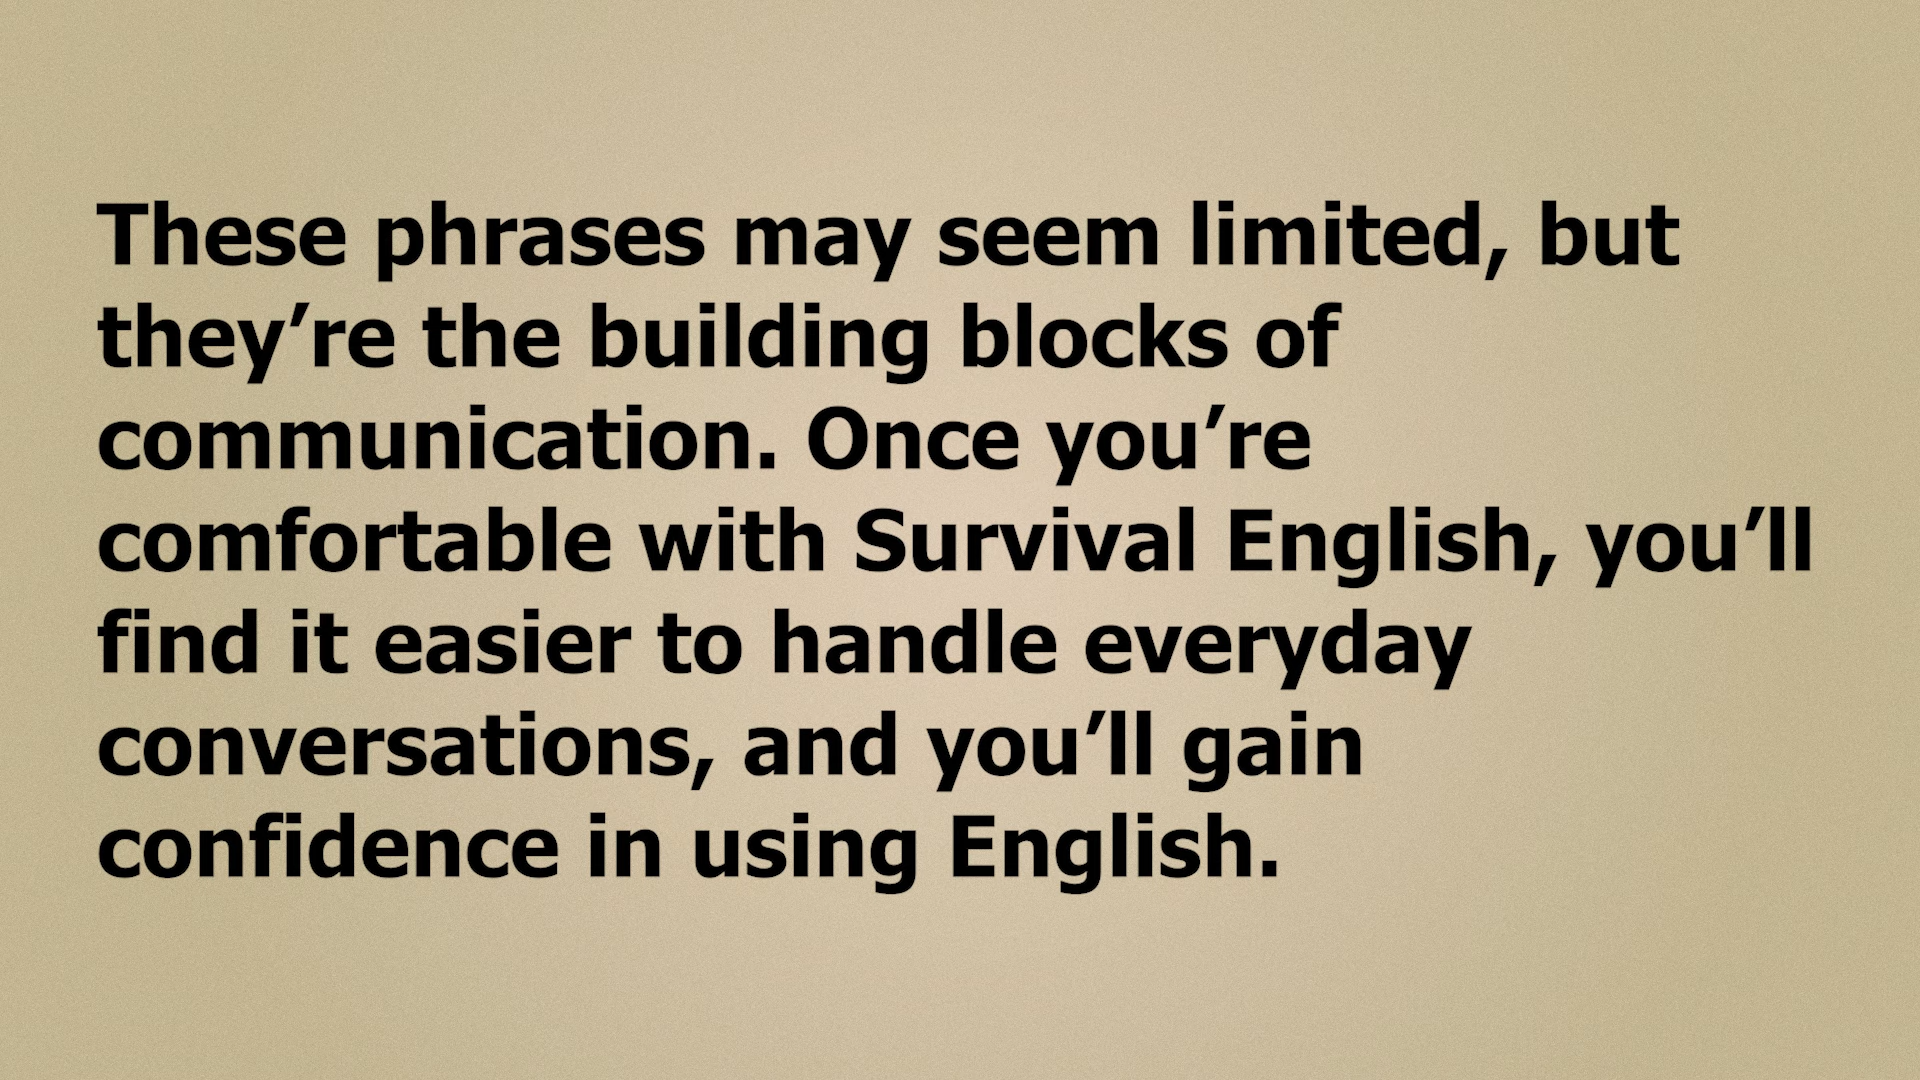 These phrases may seem limited, but
they’re the building blocks of
communication. Once you’re
comfortable with Survival English, you’ll
find it easier to handle everyday
conversations, and you’ll gain
confidence in using English.